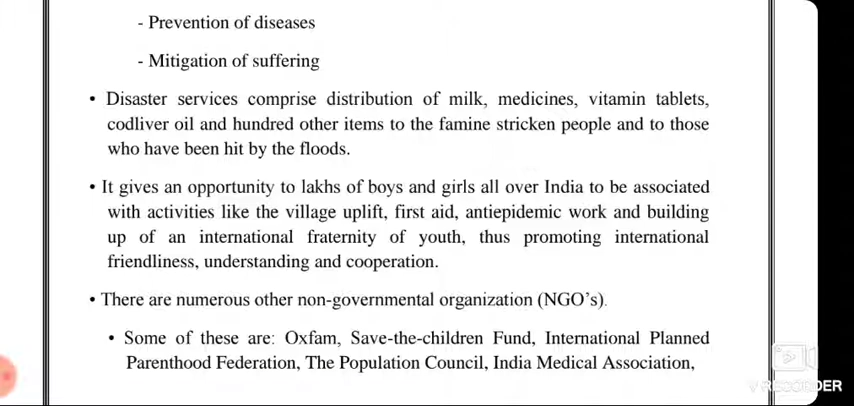 - Prevention of diseases
- Mitigation of suffering
• Disaster services comprise distribution of milk, medicines, vitamin tablets,
codliver oil and hundred other items to the famine stricken people and to those
who have been hit by the floods.
• It gives an opportunity to lakhs of boys and girls all over India to be associated
with activities like the village uplift, first aid, antiepidemic work and building
up of an international fraternity of youth, thus promoting international
friendliness, understanding and cooperation.
• There are numerous other non-governmental organization (NGO's).
• Some of these are: Oxfam, Save-the-children Fund, International Planned
Parenthood Federation, The Population Council, India Medical Association,
V RECORDER